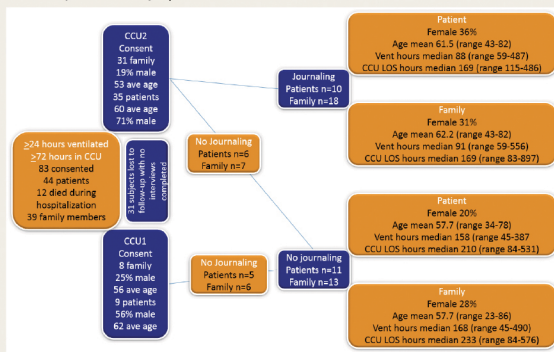 CCU2
Consent
31 family
19% male
53 ave age
35 patients
60 ave age
71% male
≥24 hours ventilated
≥72 hours in CCU
83 consented
44 patients
12 died during
hospitalization
39 family members
31 subjects lost to
follow-up with no
interviews
completed
CCU1
Consent
8 family
25% male
56 ave age
9 patients
56% male
62 ave age
No Journaling
Patients n=6
Family n=7
No Journaling
Patients n=5
Family n=6
Journaling
Patients n=10
Family n=18
No journaling
Patients n=11
Family n=13
Patient
Female 36%
Age mean 61.5 (range 43-82)
Vent hours median 88 (range 59-487)
CCU LOS hours median 169 (range 115-486)
Family
Female 31%
Age mean 62.2 (range 43-82)
Vent hours median 91 (range 59-556)
CCU LOS hours median 169 (range 83-897)
Patient
Female 20%
Age mean 57.7 (range 34-78)
Vent hours median 158 (range 45-387
CCU LOS hours median 210 (range 84-531)
Family
Female 28%
Age mean 57.7 (range 23-86)
Vent hours median 168 (range 45-490)
CCU LOS hours median 233 (range 84-576)